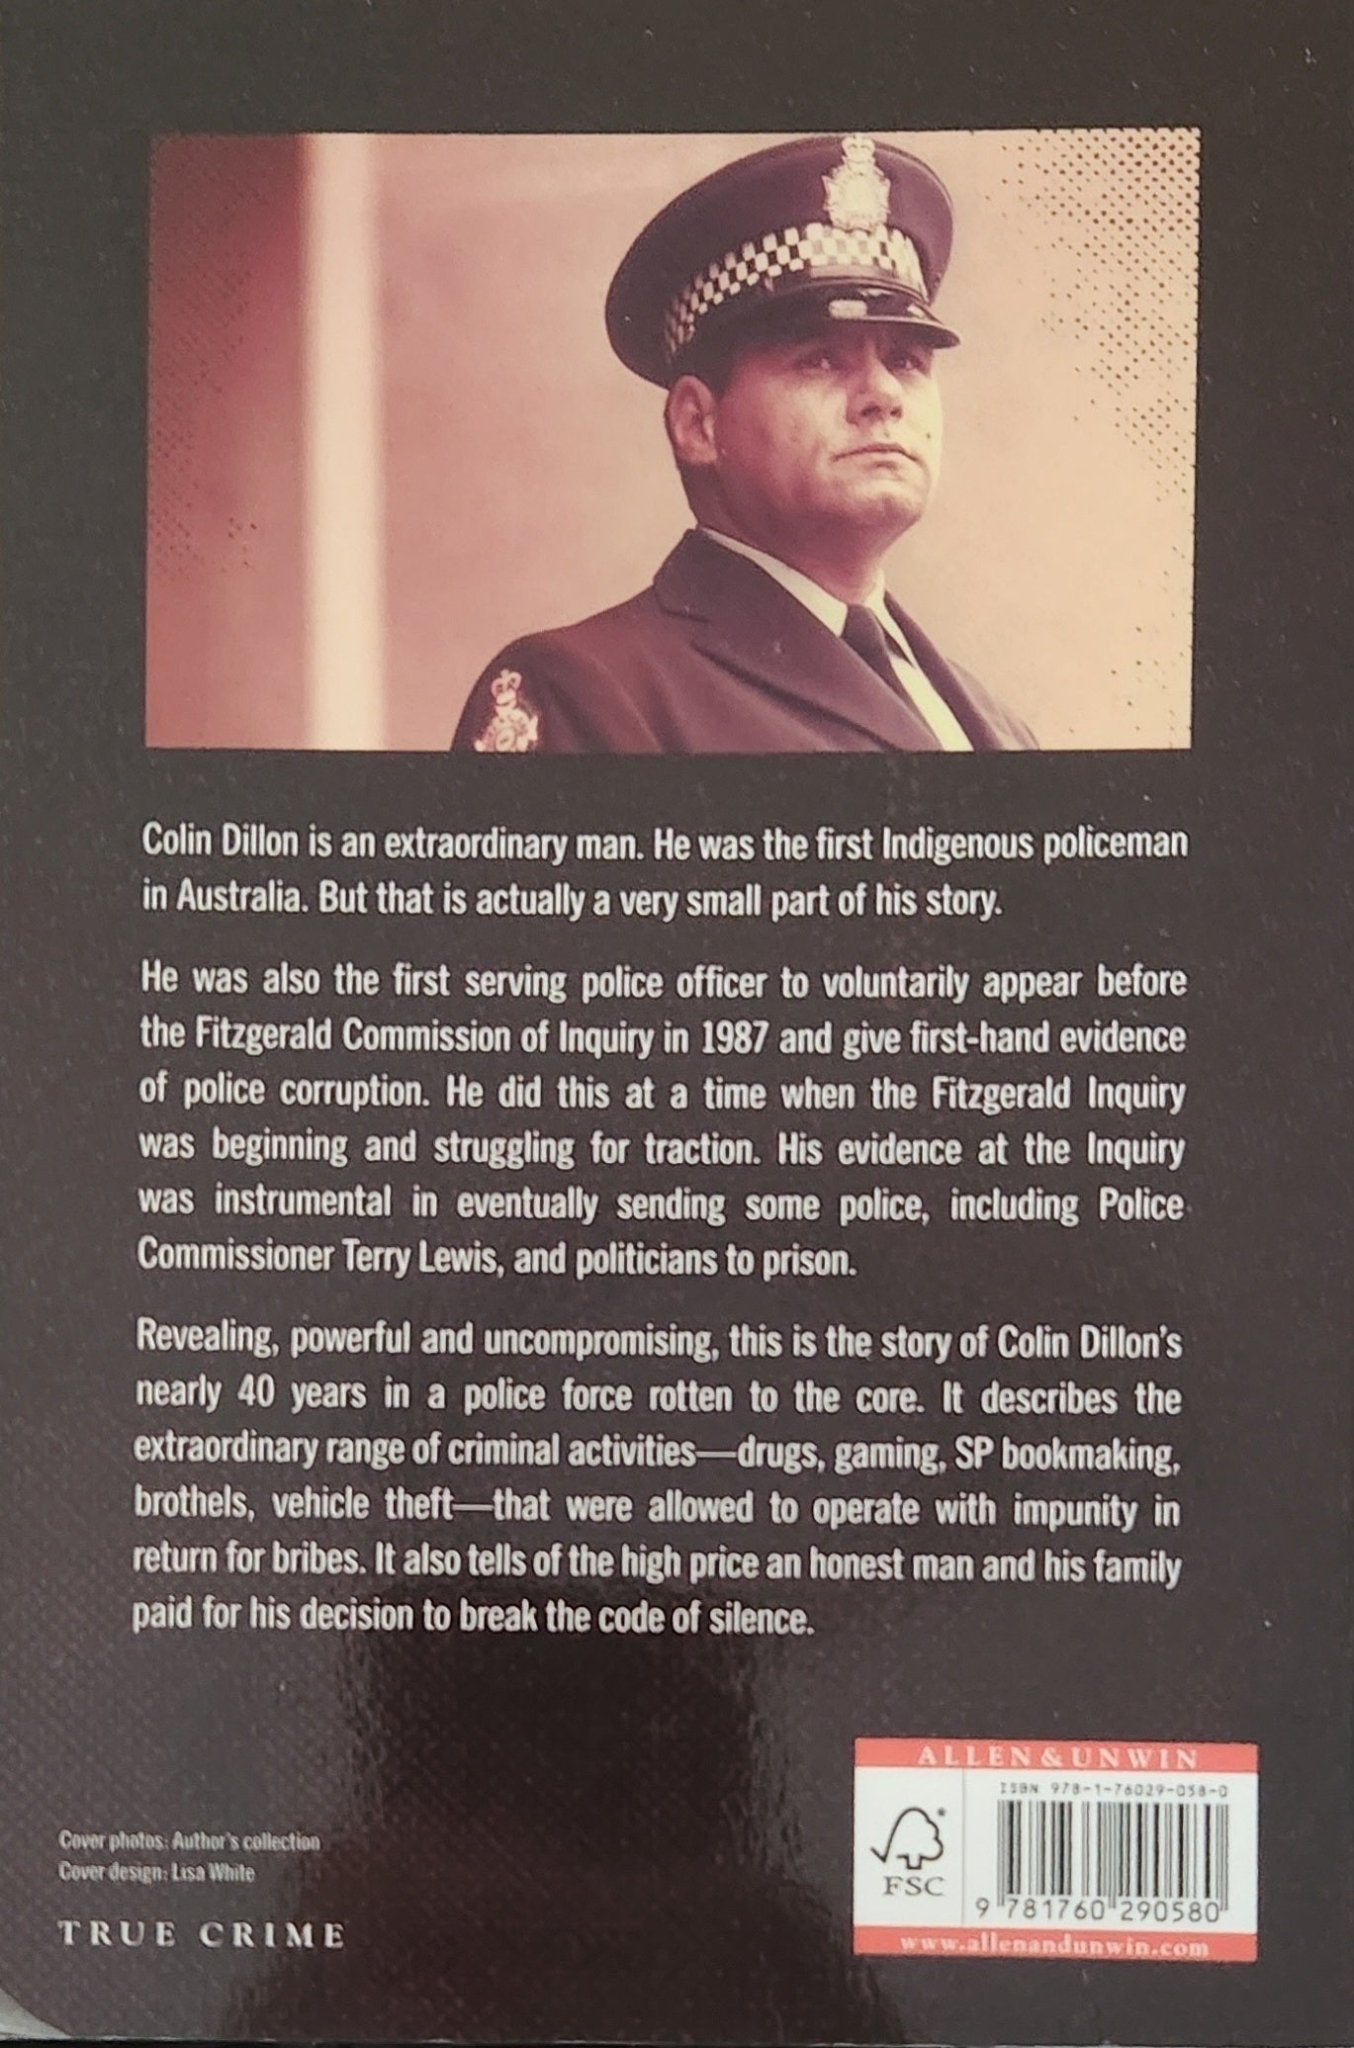 Colin Dillon is an extraordinary man. He was the first Indigenous policeman
in Australia. But that is actually a very small part of his story.
He was also the first serving police officer to voluntarily appear before
the Fitzgerald Commission of Inquiry in 1987 and give first-hand evidence
of police corruption. He did this at a time when the Fitzgerald Inquiry
was beginning and struggling for traction. His evidence at the Inquiry
was instrumental in eventually sending some police, including Police
Commissioner Terry Lewis, and politicians to prison.
Revealing, powerful and uncompromising, this is the story of Colin Dillon's
nearly 40 years in a police force rotten to the core. It describes the
extraordinary range of criminal activities—drugs, gaming, SP bookmaking,
brothels, vehicle theft—that were allowed to operate with impunity in
return for bribes. It also tells of the high price an honest man and his family
paid for his decision to break the code of silence.
Cover photos: Author's collection
Cover design: Lisa White
TRUE CRIME
ALLEN & UNWIN
ISBN 978-1-76029-058-0
FSC
9 781760 290580
www.allenandunwin.com